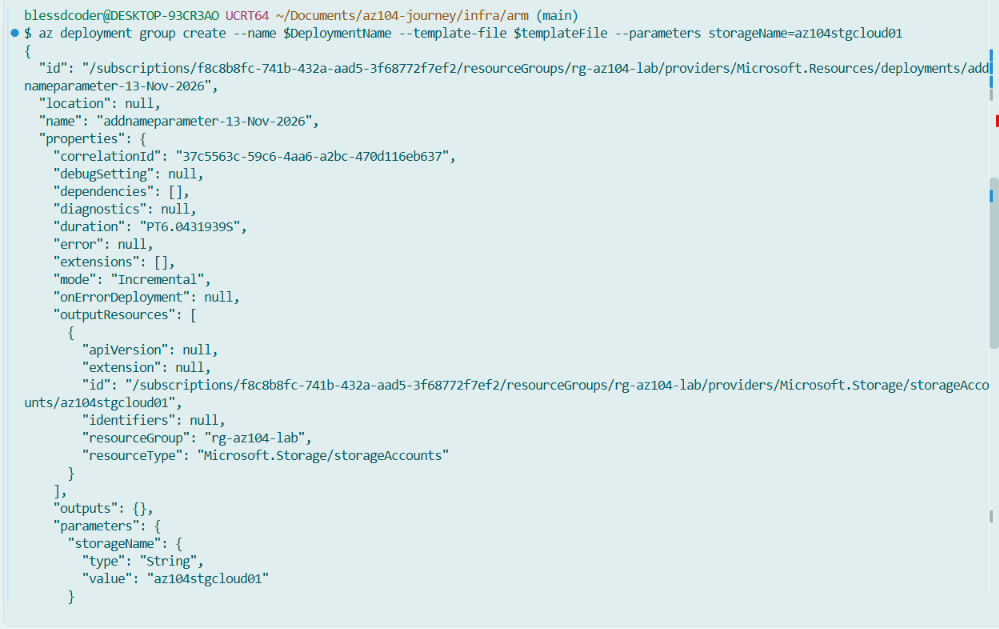 blessdcoder@DESKTOP-93CR3AO UCRT64 ~/Documents/az104-journey/infra/arm (main)
$ az deployment group create --name $DeploymentName --template-file $templateFile --parameters storageName=az104stgcloud01
{
  "id": "/subscriptions/f8c8b8fc-741b-432a-aad5-3f68772f7ef2/resourceGroups/rg-az104-lab/providers/Microsoft.Resources/deployments/add
nameparameter-13-Nov-2026",
  "location": null,
  "name": "addnameparameter-13-Nov-2026",
  "properties": {
    "correlationId": "37c5563c-59c6-4aa6-a2bc-470d116eb637",
    "debugSetting": null,
    "dependencies": [],
    "diagnostics": null,
    "duration": "PT6.0431939S",
    "error": null,
    "extensions": [],
    "mode": "Incremental",
    "onErrorDeployment": null,
    "outputResources": [
      {
        "apiVersion": null,
        "extension": null,
        "id": "/subscriptions/f8c8b8fc-741b-432a-aad5-3f68772f7ef2/resourceGroups/rg-az104-lab/providers/Microsoft.Storage/storageAcco
unts/az104stgcloud01",
        "identifiers": null,
        "resourceGroup": "rg-az104-lab",
        "resourceType": "Microsoft.Storage/storageAccounts"
      }
    ],
    "outputs": {},
    "parameters": {
      "storageName": {
        "type": "String",
        "value": "az104stgcloud01"
      }